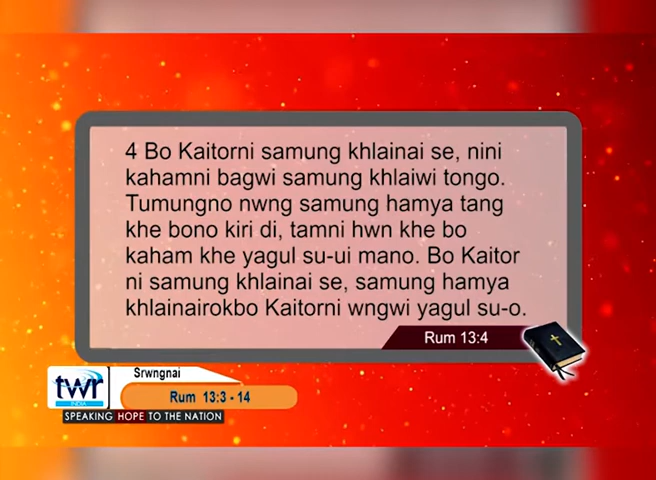 4 Bo Kaitorni samung khlainai se, nini
kahamni bagwi samung khlaiwi tongo.
Tumungno nwng samung hamya tang
khe bono kiri di, tamni hwn khe bo
kaham khe yagul su-ui mano. Bo Kaitor
ni samung khlainai se, samung hamya
khlainairokbo Kaitorni wngwi yagul su-o.
Rum 13:4
twr
INDIA
Srwngnai
Rum 13:3 - 14
SPEAKING HOPE TO THE NATION